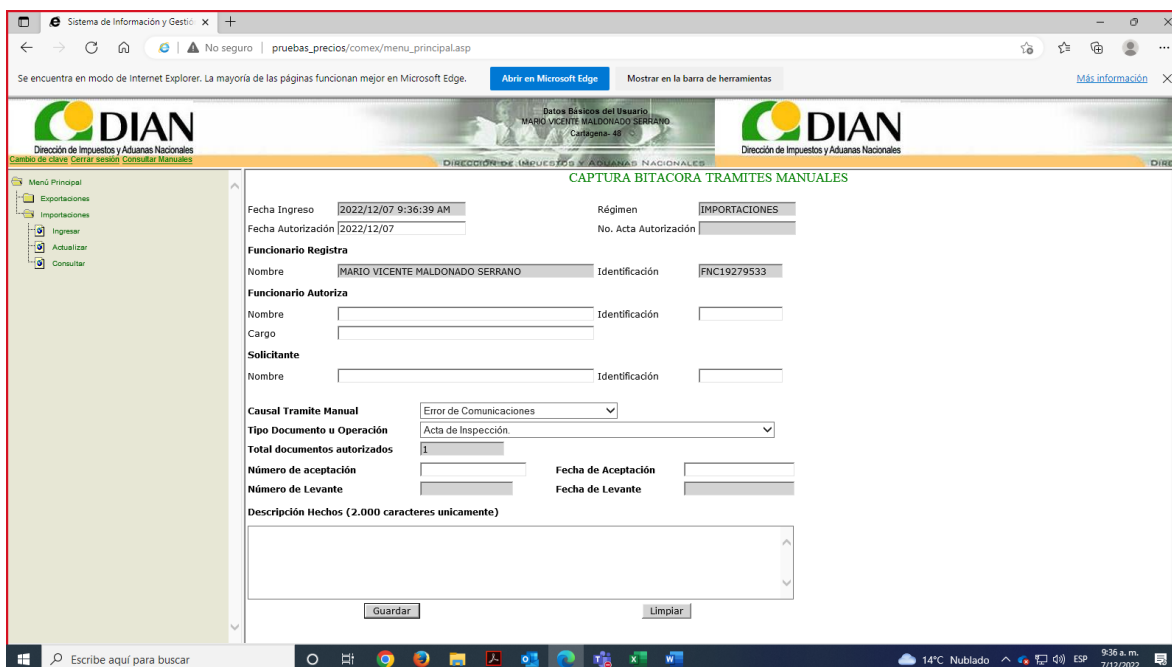 Sistema de Información y Gestió
No seguro | pruebas_precios/comex/menu_principal.asp
Se encuentra en modo de Internet Explorer. La mayoría de las páginas funcionan mejor en Microsoft Edge. Abrir en Microsoft Edge Mostrar en la barra de herramientas Más información
DIAN
Dirección de Impuestos y Aduanas Nacionales
Cambio de clave Cerrar sesión Consultar Manuales
Datos Básicos del Usuario
MARIO VICENTE MALDONADO SERRANO
Cartagena- 48
DIRECCIÓN DE IMPUESTOS Y ADUANAS NACIONALES
DIAN
Dirección de Impuestos y Aduanas Nacionales
DIRE
Menú Principal
Exportaciones
Importaciones
Ingresar
Actualizar
Consultar
CAPTURA BITACORA TRAMITES MANUALES
Fecha Ingreso 2022/12/07 9:36:39 AM Régimen IMPORTACIONES
Fecha Autorización 2022/12/07 No. Acta Autorización
Funcionario Registra
Nombre MARIO VICENTE MALDONADO SERRANO Identificación FNC19279533
Funcionario Autoriza
Nombre Identificación
Cargo
Solicitante
Nombre Identificación
Causal Tramite Manual Error de Comunicaciones
Tipo Documento u Operación Acta de Inspección.
Total documentos autorizados 1
Número de aceptación Fecha de Aceptación
Número de Levante Fecha de Levante
Descripción Hechos (2.000 caracteres unicamente)
Guardar Limpiar
Escribe aquí para buscar
14°C Nublado ESP 9:36 a. m.
7/12/2022